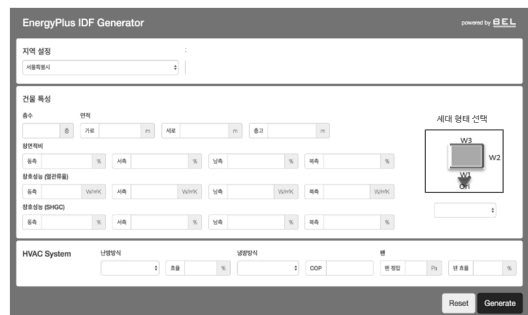 EnergyPlus IDF Generator
powered by BEL
지역 설정
:
서울특별시
건물 특성
층수 면적
층 가로 m 세로 m 층고 m
창면적비
동측 % 서측 % 남측 % 북측 %
창호성능 (열관류율)
동측 W/m²K 서측 W/m²K 남측 W/m²K 북측 W/m²K
창호성능 (SHGC)
동측 % 서측 % 남측 % 북측 %
세대 형태 선택
W3
W2
W1
Ori
HVAC System 난방방식 냉방방식 팬
효율 % COP 팬 정압 Pa 팬 효율 %
Reset Generate